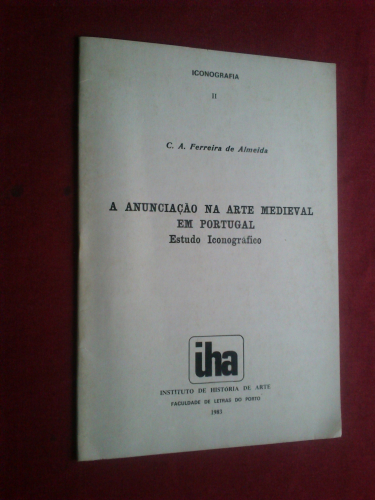 ICONOGRAFIA
II
C. A. Ferreira de Almeida
A ANUNCIAÇÃO NA ARTE MEDIEVAL
EM PORTUGAL
Estudo Iconográfico
iha
INSTITUTO DE HISTÓRIA DE ARTE
FACULDADE DE LETRAS DO PORTO
1983